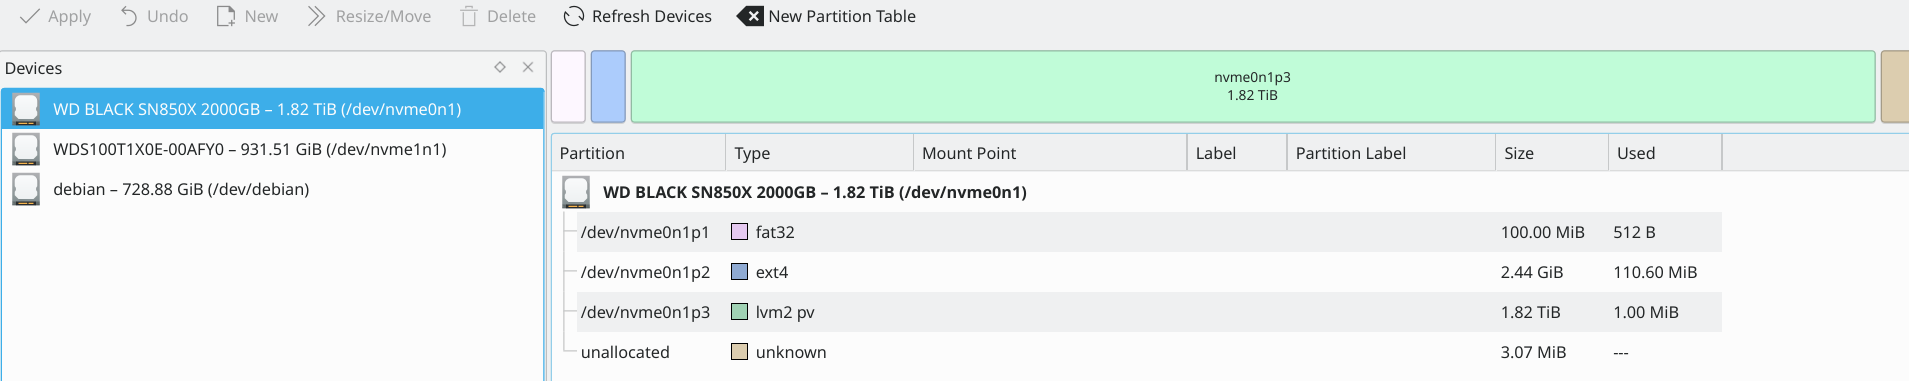 Apply Undo New Resize/Move Delete Refresh Devices New Partition Table
Devices
WD BLACK SN850X 2000GB – 1.82 TiB (/dev/nvme0n1)
WDS100T1X0E-00AFY0 – 931.51 GiB (/dev/nvme1n1)
debian – 728.88 GiB (/dev/debian)
nvme0n1p3
1.82 TiB
Partition Type Mount Point Label Partition Label Size Used
WD BLACK SN850X 2000GB – 1.82 TiB (/dev/nvme0n1)
/dev/nvme0n1p1 fat32 100.00 MiB 512 B
/dev/nvme0n1p2 ext4 2.44 GiB 110.60 MiB
/dev/nvme0n1p3 lvm2 pv 1.82 TiB 1.00 MiB
unallocated unknown 3.07 MiB ---